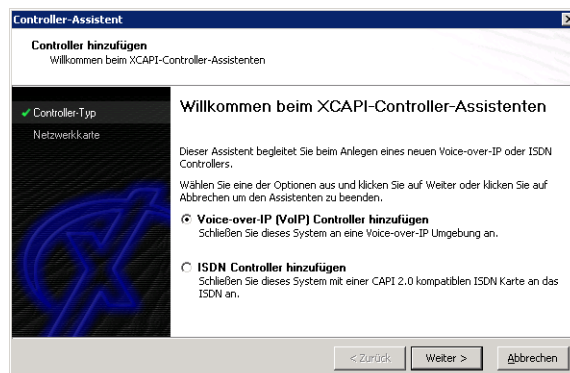 Controller-Assistent
Controller hinzufügen
Willkommen beim XCAPI-Controller-Assistenten
Controller-Typ
Netzwerkkarte
Willkommen beim XCAPI-Controller-Assistenten
Dieser Assistent begleitet Sie beim Anlegen eines neuen Voice-over-IP oder ISDN
Controllers.
Wählen Sie eine der Optionen aus und klicken Sie auf Weiter oder klicken Sie auf
Abbrechen um den Assistenten zu beenden.
Voice-over-IP (VoIP) Controller hinzufügen
Schließen Sie dieses System an eine Voice-over-IP Umgebung an.
ISDN Controller hinzufügen
Schließen Sie dieses System mit einer CAPI 2.0 kompatiblen ISDN Karte an das
ISDN an.
< Zurück Weiter > Abbrechen